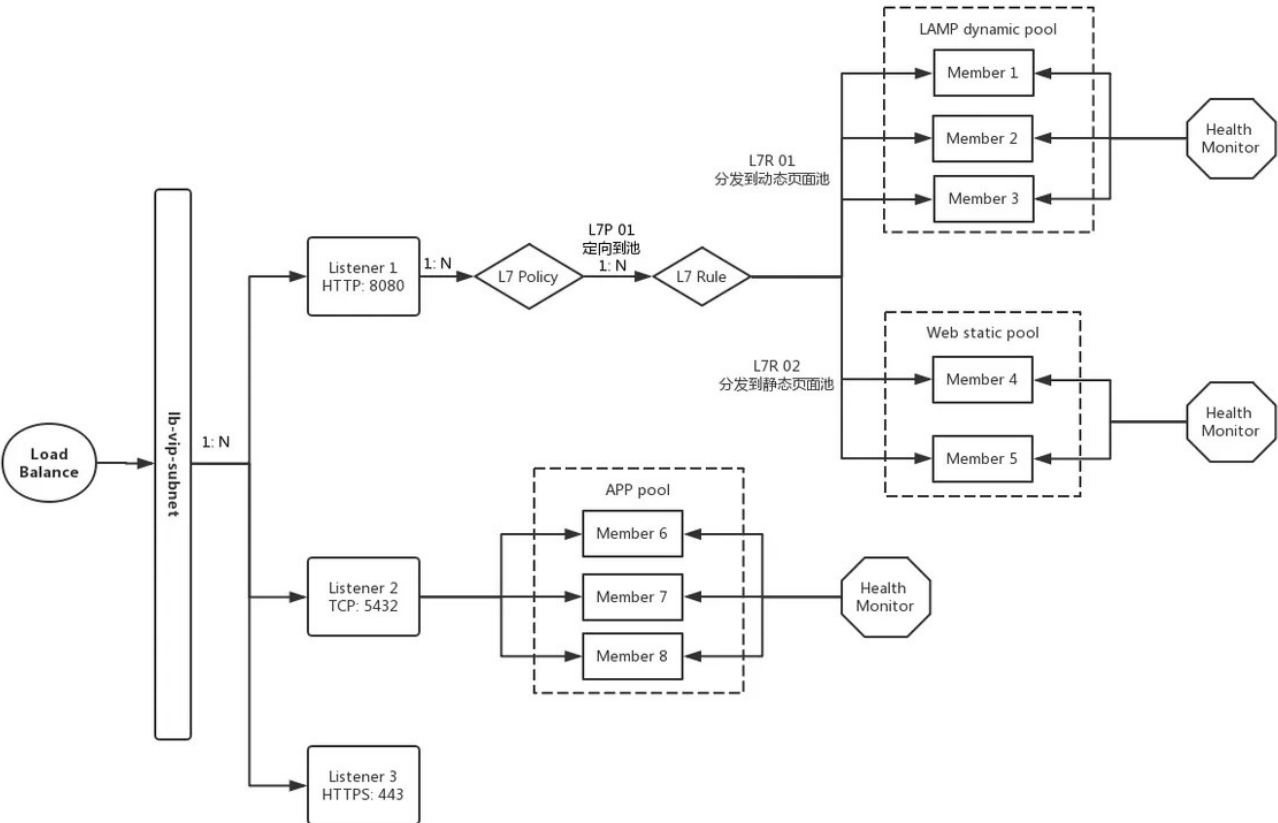 Load
Balance
lb-vip-subnet
1: N
Listener 1
HTTP: 8080
1: N
L7 Policy
L7P 01
定向到池
1: N
L7 Rule
L7R 01
分发到动态页面池
LAMP dynamic pool
Member 1
Member 2
Member 3
Health
Monitor
L7R 02
分发到静态页面池
Web static pool
Member 4
Member 5
Health
Monitor
Listener 2
TCP: 5432
APP pool
Member 6
Member 7
Member 8
Health
Monitor
Listener 3
HTTPS: 443